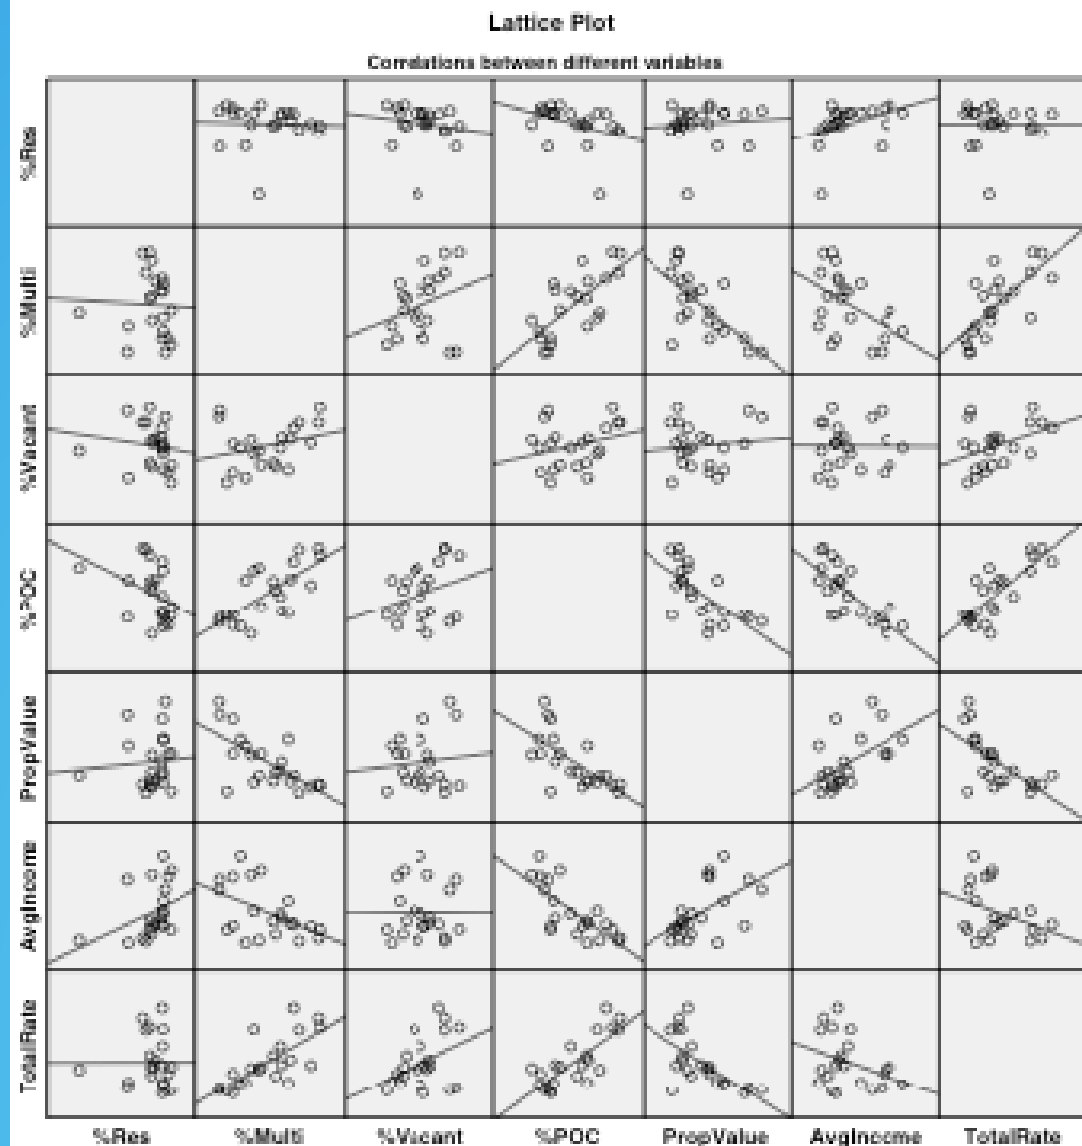 Lattice Plot
Correlations between different variables
%Res
%Multi
%Vacant
%POC
PropValue
AvgIncome
TotalRate
%Res
%Multi
%Vacant
%POC
PropValue
AvgIncome
TotalRate